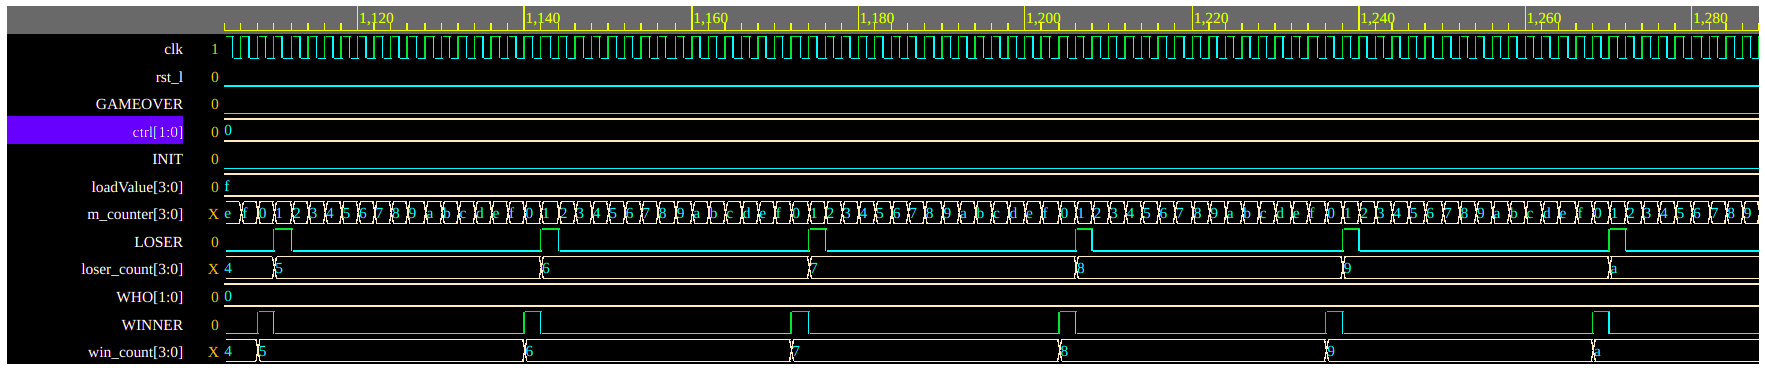 1,120 1,140 1,160 1,180 1,200 1,220 1,240 1,260 1,280
clk 1
rst_l 0
GAMEOVER 0
ctrl[1:0] 0 0
INIT 0
loadValue[3:0] 0 f
m_counter[3:0] X e f 0 1 2 3 4 5 6 7 8 9 a b c d e f 0 1 2 3 4 5 6 7 8 9 a b c d e f 0 1 2 3 4 5 6 7 8 9 a b c d e f 0 1 2 3 4 5 6 7 8 9 a b c d e f 0 1 2 3 4 5 6 7 8 9 a b c d e f 0 1 2 3 4 5 6 7 8 9
LOSER 0
loser_count[3:0] X 4 5 6 7 8 9 a
WHO[1:0] 0 0
WINNER 0
win_count[3:0] X 4 5 6 7 8 9 a